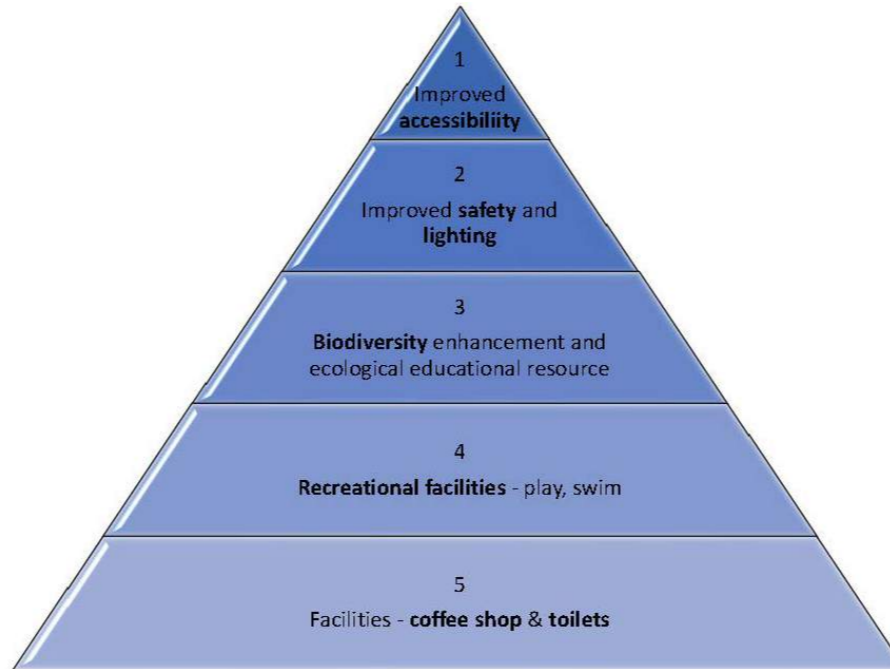 1
Improved
accessibiliity
2
Improved safety and
lighting
3
Biodiversity enhancement and
ecological educational resource
4
Recreational facilities - play, swim
5
Facilities - coffee shop & toilets